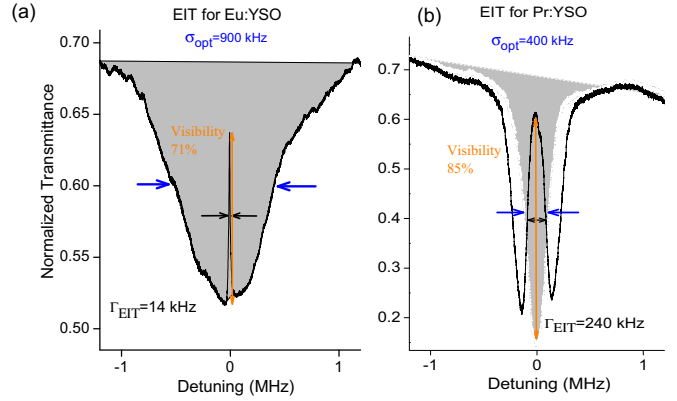 (a)
EIT for Eu:YSO
σopt=900 kHz
Normalized Transmittance
0.70
0.65
0.60
0.55
0.50
Visibility
71%
ΓEIT=14 kHz
-1
0
1
Detuning (MHz)
(b)
EIT for Pr:YSO
σopt=400 kHz
0.7
0.6
0.5
0.4
0.3
0.2
Visibility
85%
ΓEIT=240 kHz
-1
0
1
Detuning (MHz)